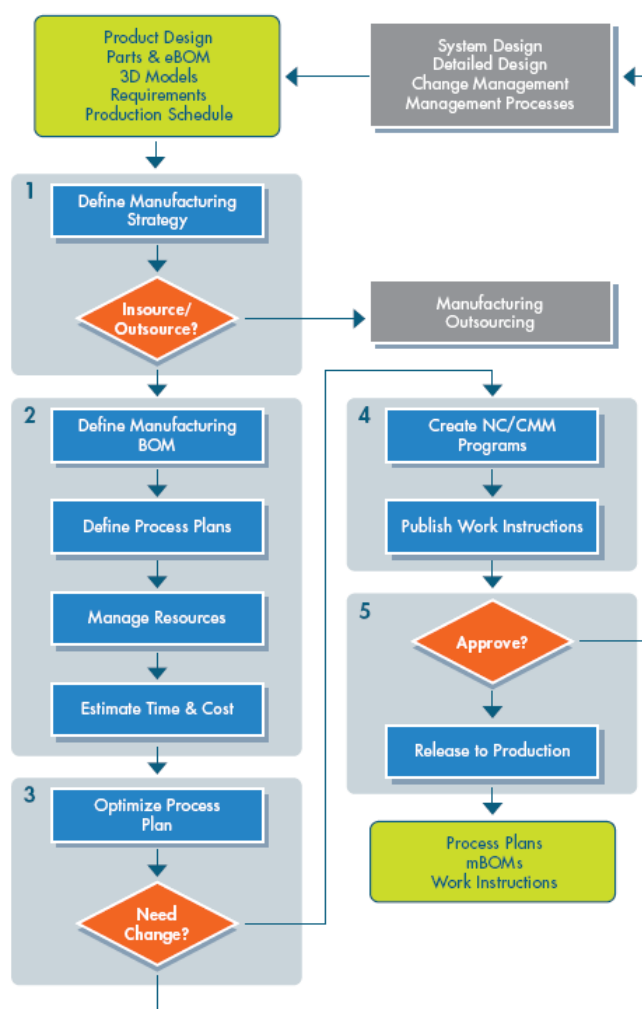 Product Design
Parts & eBOM
3D Models
Requirements
Production Schedule
System Design
Detailed Design
Change Management
Management Processes
1
Define Manufacturing
Strategy
Insource/
Outsource?
Manufacturing
Outsourcing
2
Define Manufacturing
BOM
Define Process Plans
Manage Resources
Estimate Time & Cost
3
Optimize Process
Plan
Need
Change?
4
Create NC/CMM
Programs
Publish Work Instructions
5
Approve?
Release to Production
Process Plans
mBOMs
Work Instructions